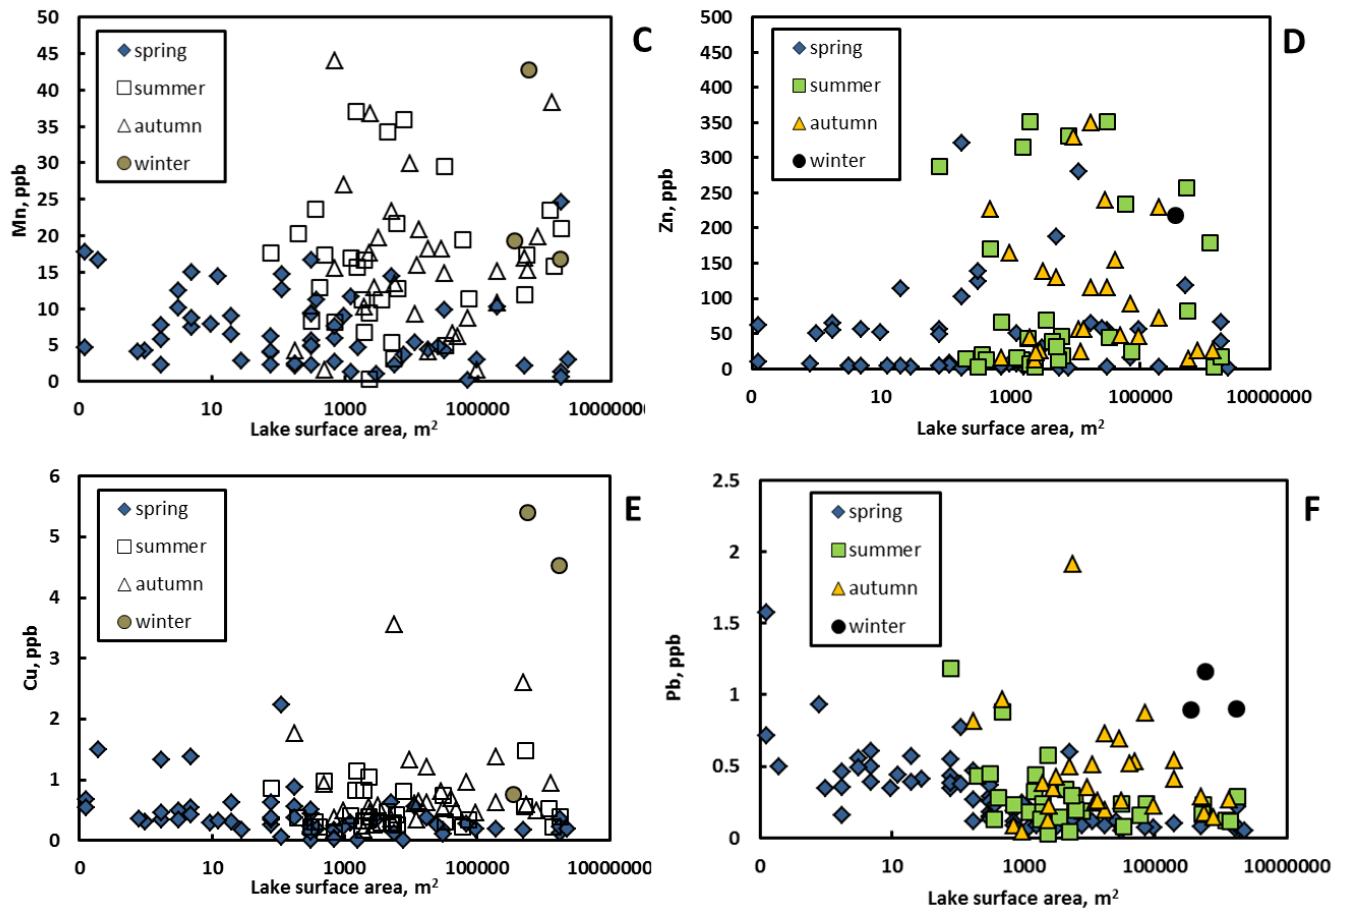 C
50
45
40
35
30
25
20
15
10
5
0
Mn, ppb
spring
summer
autumn
winter
0 10 1000 100000 10000000
Lake surface area, m²
D
500
450
400
350
300
250
200
150
100
50
0
Zn, ppb
spring
summer
autumn
winter
0 10 1000 100000 10000000
Lake surface area, m²
E
6
5
4
3
2
1
0
Cu, ppb
spring
summer
autumn
winter
0 10 1000 100000 10000000
Lake surface area, m²
F
2.5
2
1.5
1
0.5
0
Pb, ppb
spring
summer
autumn
winter
0 10 1000 100000 10000000
Lake surface area, m²